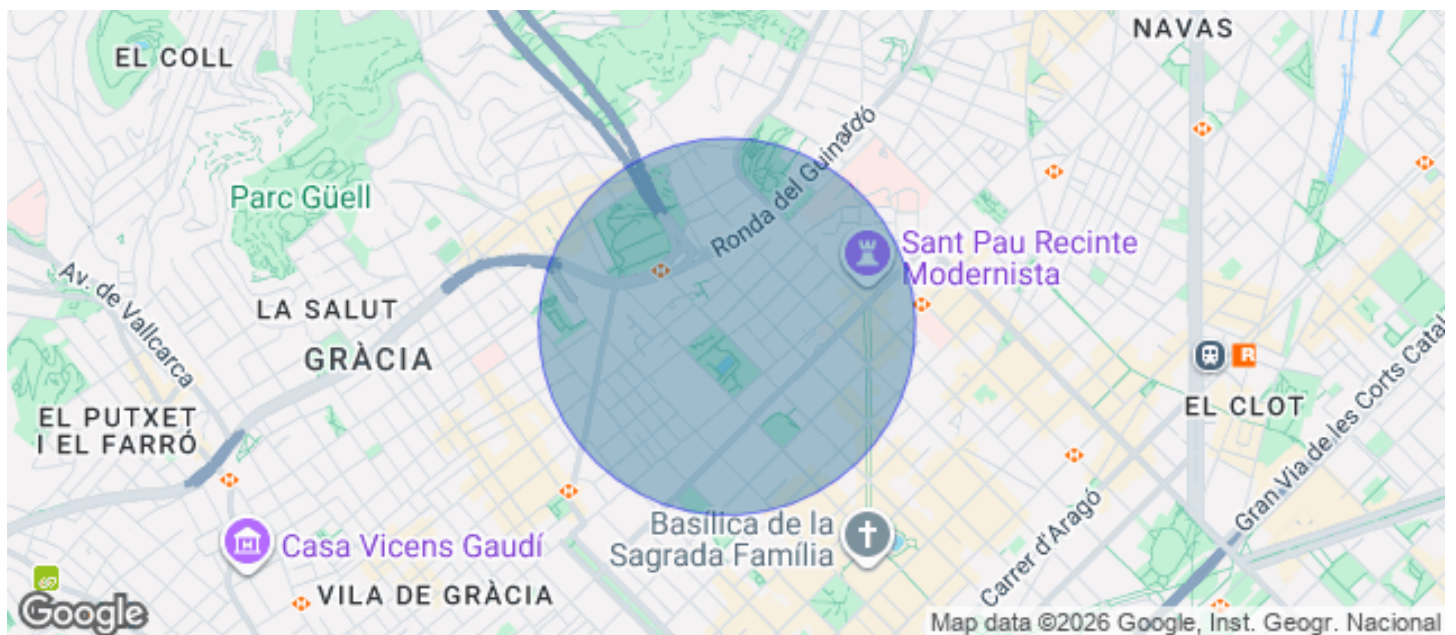 NAVAS
EL COLL
Parc Güell
Ronda del Guinardó
Sant Pau Recinte
Modernista
Av. de Vallcarca
LA SALUT
GRÀCIA
R
EL PUTXET
I EL FARRÓ
EL CLOT
Gran Via de les Corts Catal
Carrer d'Aragó
Basílica de la
Sagrada Família
Casa Vicens Gaudí
VILA DE GRÀCIA
Google
Map data ©2026 Google, Inst. Geogr. Nacional